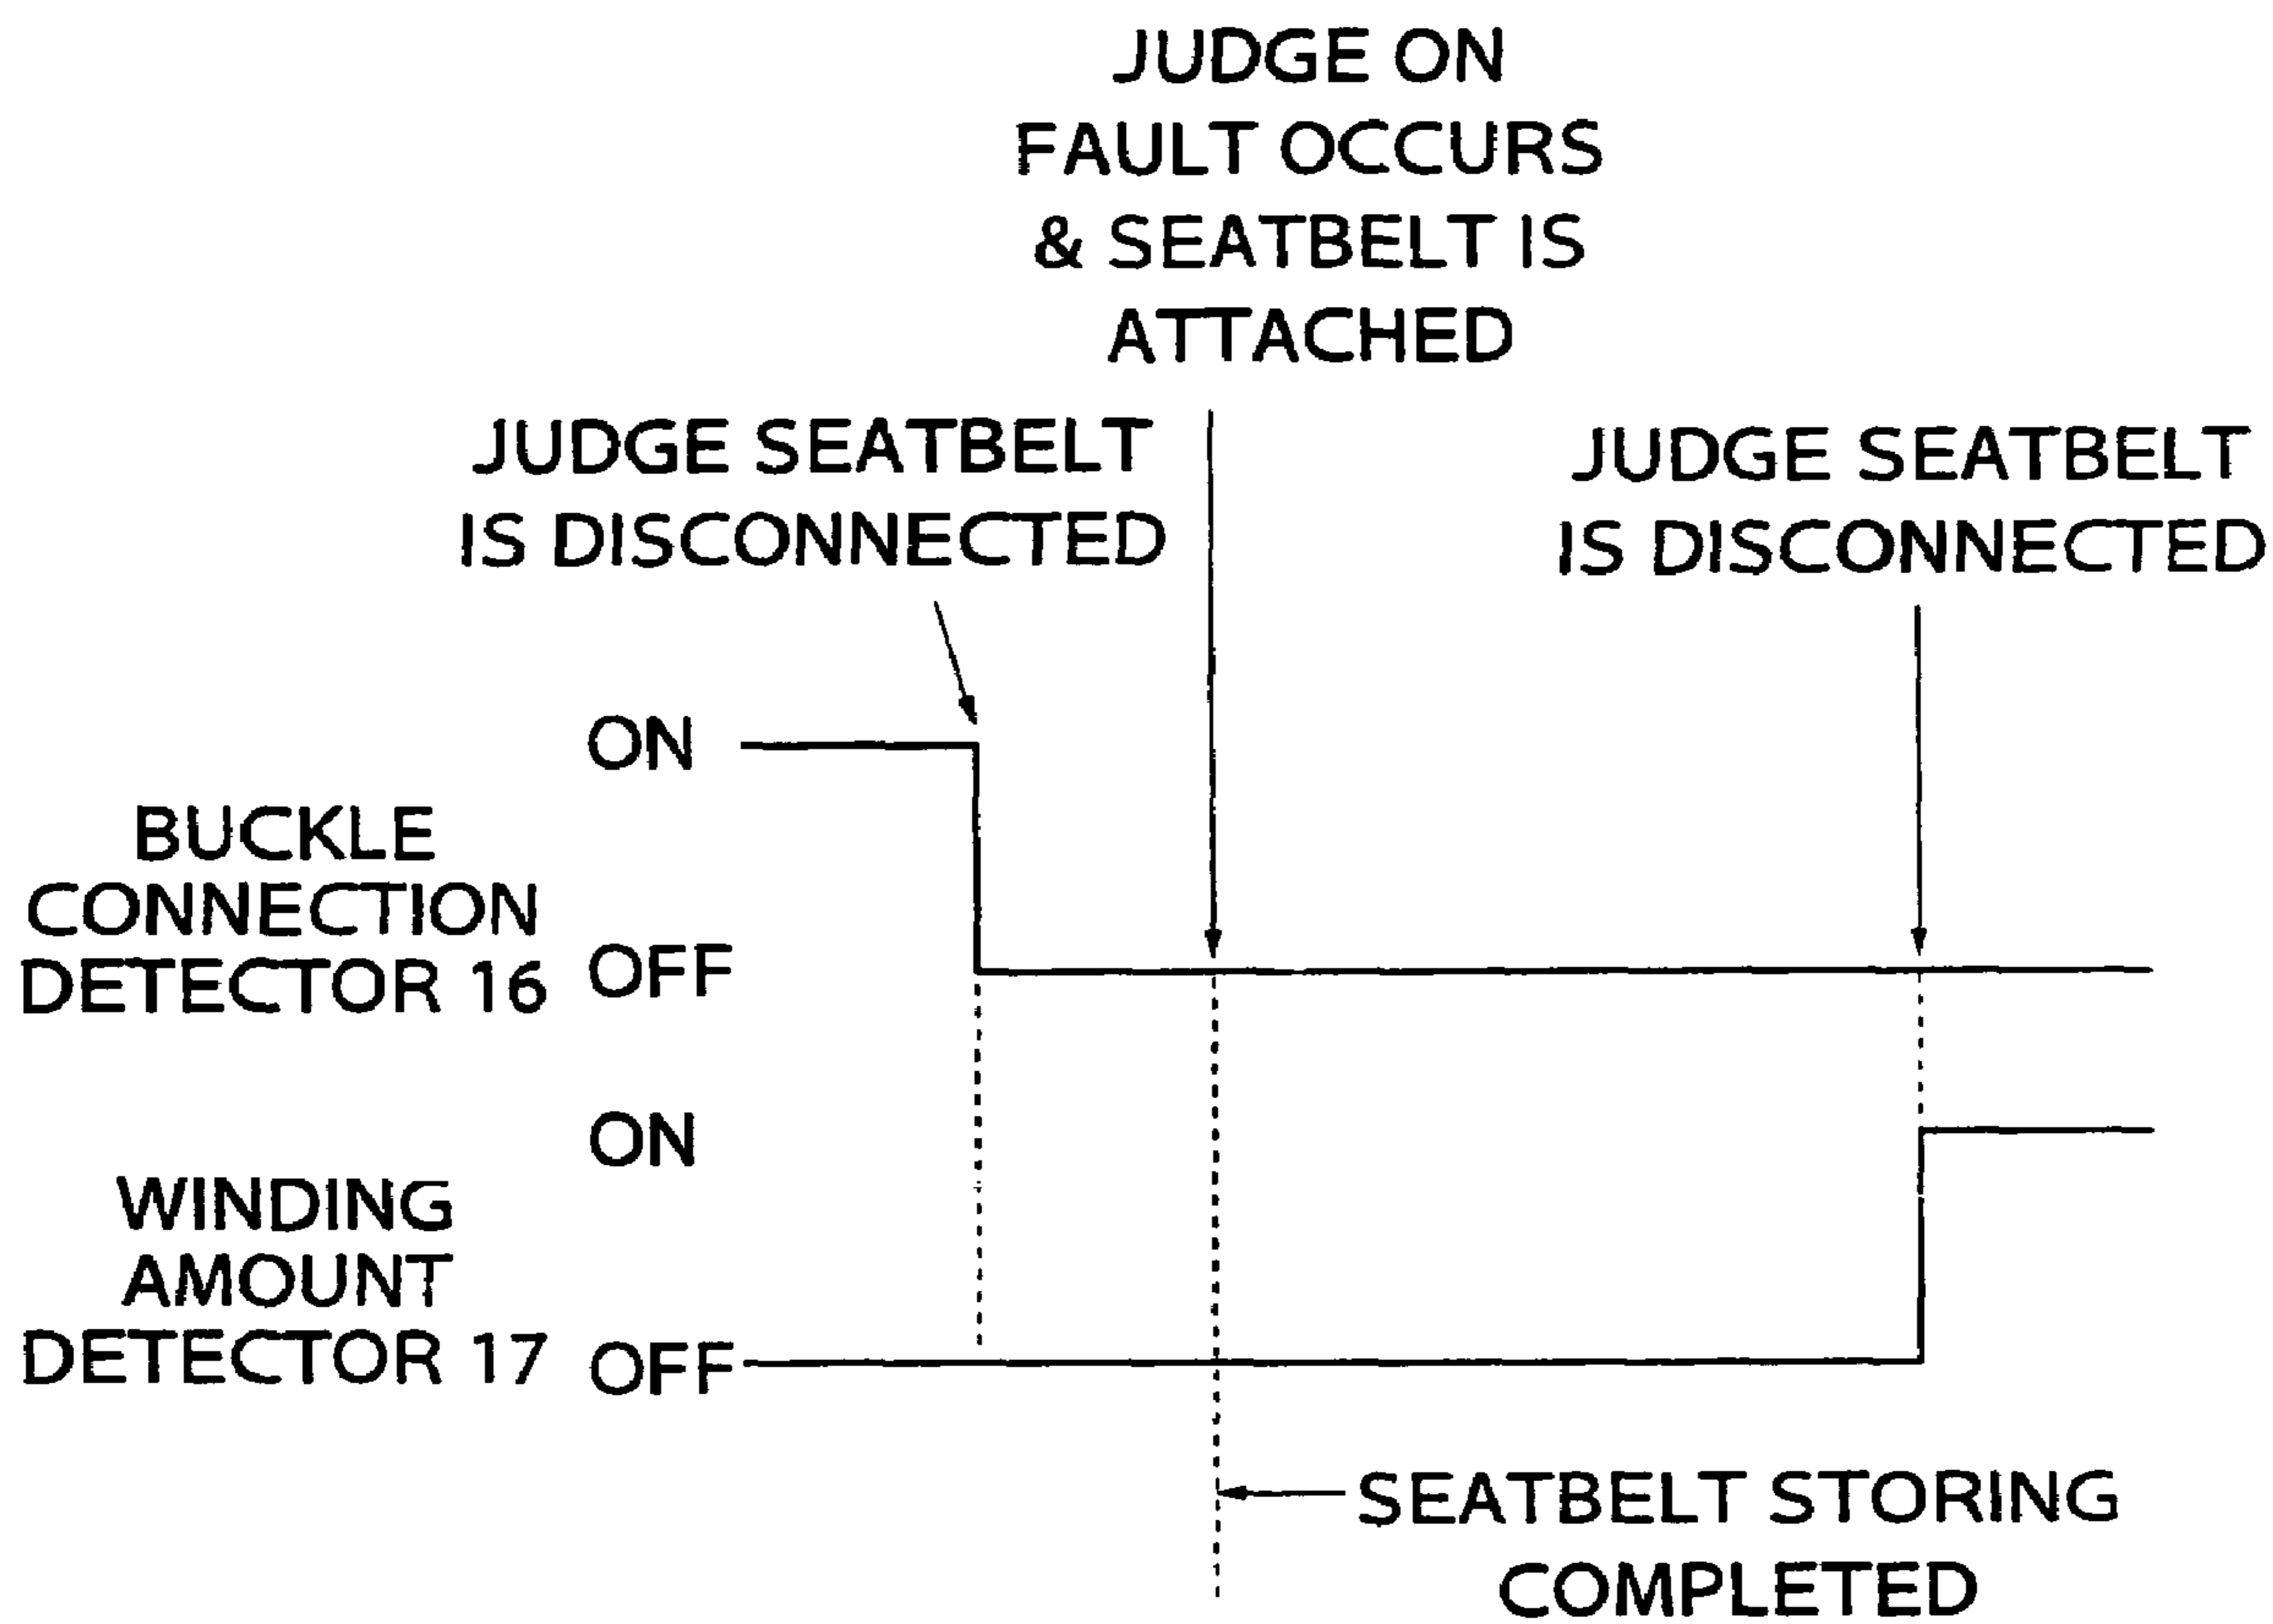 JUDGE ON
FAULT OCCURS
& SEATBELT IS
ATTACHED
JUDGE SEATBELT
IS DISCONNECTED
JUDGE SEATBELT
IS DISCONNECTED
ON
BUCKLE
CONNECTION
DETECTOR 16
OFF
ON
WINDING
AMOUNT
DETECTOR 17
OFF
SEATBELT STORING
COMPLETED